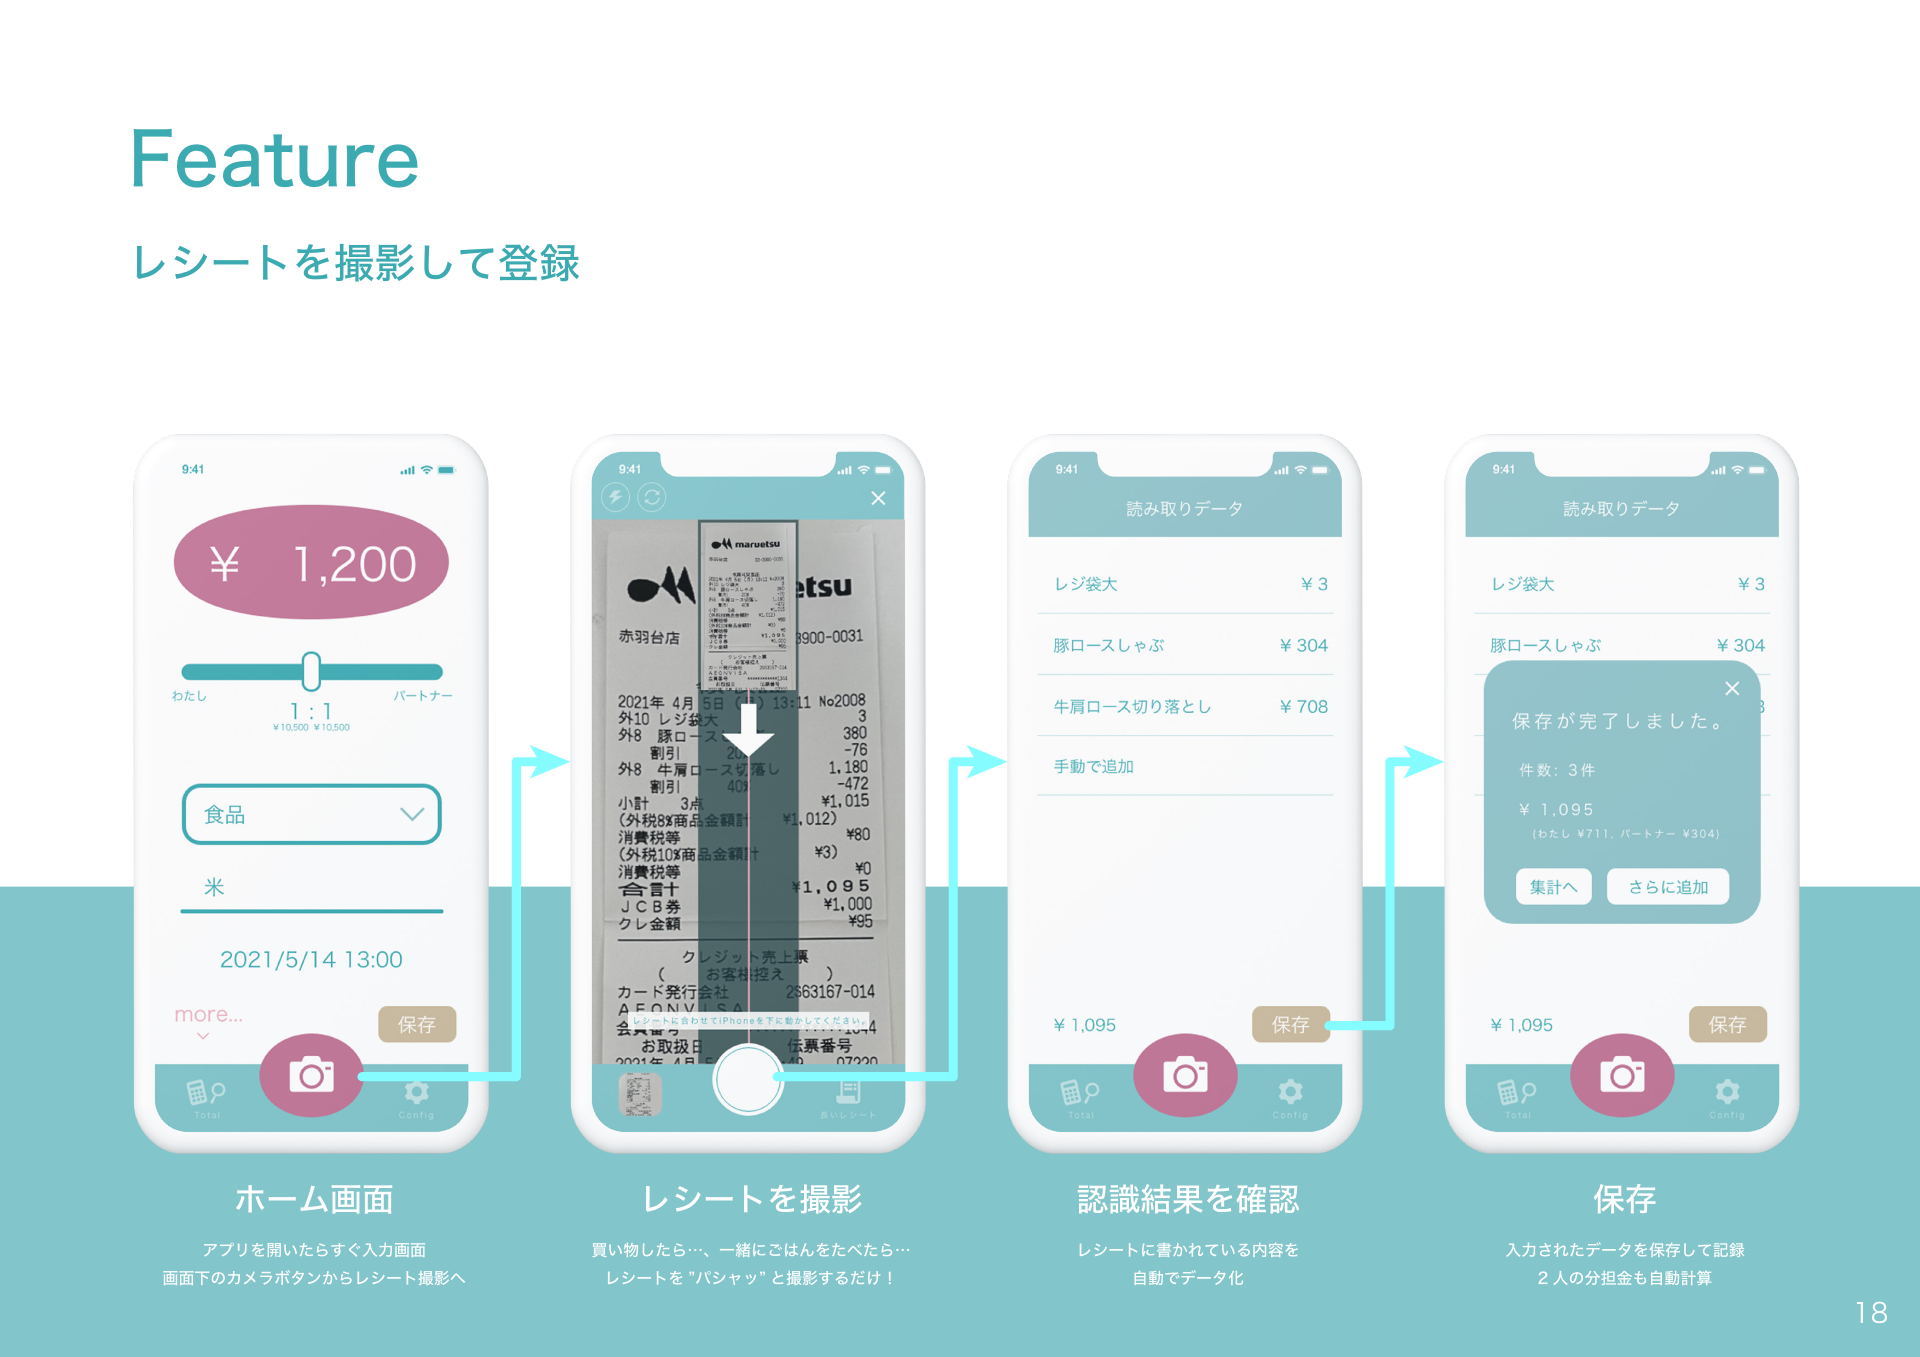 Feature
レシートを撮影して登録
9:41
¥ 1,200
わたし
パートナー
1 : 1
¥10,500 ¥10,500
食品
米
2021/5/14 13:00
more...
保存
Total
Config
ホーム画面
アプリを開いたらすぐ入力画面
画面下のカメラボタンからレシート撮影へ
9:41
maruetsu
etsu
赤羽台店
3900-0031
2021年 4月 5日 (月) 13:11 No2008
外10 レジ袋大 3
外8 豚ロースしゃぶ 380
割引 20% -76
外8 牛肩ロース切落し 1,180
割引 40% -472
小計 3点 ¥1,015
(外税8%商品金額計 ¥1,012)
消費税等 ¥80
(外税10%商品金額計 ¥3)
消費税等 ¥0
合計 ¥1,095
JCB券 ¥1,000
クレ金額 ¥95
クレジット売上票
( お客様控え )
カード発行会社 2S63167-014
AEONVISA
レシートに合わせてiPhoneを下に動かしてください。
お取扱日 伝票番号
長いレシート
レシートを撮影
買い物したら…、一緒にごはんをたべたら…
レシートを ”パシャッ” と撮影するだけ！
9:41
読み取りデータ
レジ袋大 ¥ 3
豚ロースしゃぶ ¥ 304
牛肩ロース切り落とし ¥ 708
手動で追加
¥ 1,095
保存
Total
Config
認識結果を確認
レシートに書かれている内容を
自動でデータ化
9:41
読み取りデータ
レジ袋大 ¥ 3
豚ロースしゃぶ ¥ 304
保存が完了しました。
件数: 3件
¥ 1,095
(わたし ¥711, パートナー ¥304)
集計へ
さらに追加
¥ 1,095
保存
Total
Config
保存
入力されたデータを保存して記録
2 人の分担金も自動計算
18